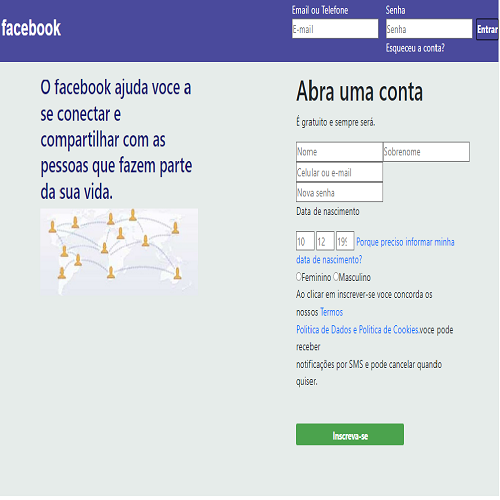 facebook
Email ou Telefone
Senha
E-mail
Senha
Entrar
Esqueceu a conta?
O facebook ajuda voce a
se conectar e
compartilhar com as
pessoas que fazem parte
da sua vida.
Abra uma conta
É gratuito e sempre será.
Nome
Sobrenome
Celular ou e-mail
Nova senha
Data de nascimento
10 12 199 Porque preciso informar minha
data de nascimento?
Feminino Masculino
Ao clicar em inscrever-se voce concorda os
nossos Termos
Politica de Dados e Politica de Cookies.voce pode
receber
notificações por SMS e pode cancelar quando
quiser.
Inscreva-se